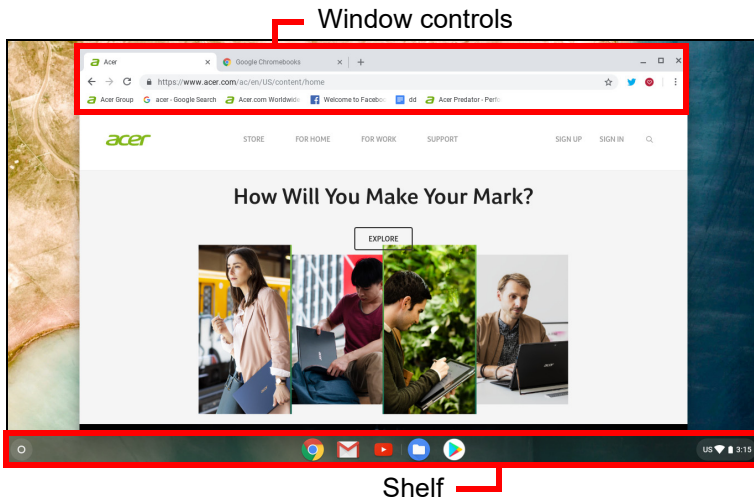 Window controls
Acer
Google Chromebooks
https://www.acer.com/ac/en/US/content/home
Acer Group acer - Google Search Acer.com Worldwide Welcome to Faceboo dd Acer Predator - Perfo
acer STORE FOR HOME FOR WORK SUPPORT SIGN UP SIGN IN
How Will You Make Your Mark?
EXPLORE
US 3:15
Shelf